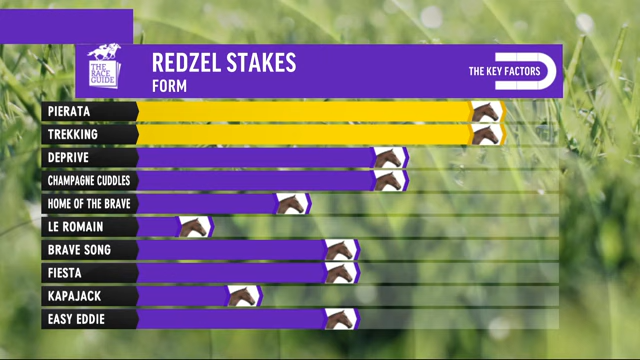 THE
RACE
GUIDE
REDZEL STAKES
FORM
THE KEY FACTORS
PIERATA
TREKKING
DEPRIVE
CHAMPAGNE CUDDLES
HOME OF THE BRAVE
LE ROMAIN
BRAVE SONG
FIESTA
KAPAJACK
EASY EDDIE